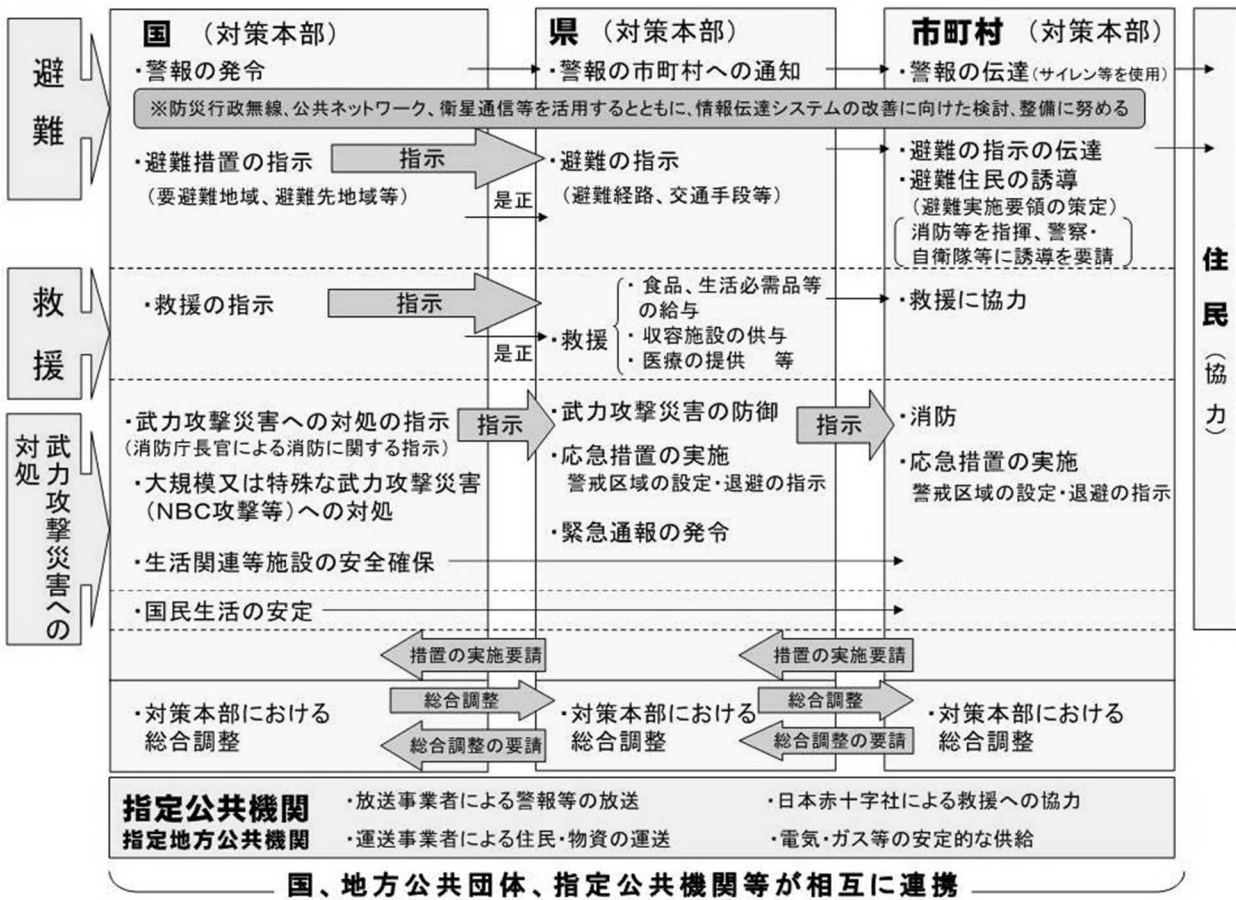 避難
国（対策本部）
県（対策本部）
市町村（対策本部）
・警報の発令
・警報の市町村への通知
・警報の伝達（サイレン等を使用）
※防災行政無線、公共ネットワーク、衛星通信等を活用するとともに、情報伝達システムの改善に向けた検討、整備に努める
・避難措置の指示
（要避難地域、避難先地域等）
指示
是正
・避難の指示
（避難経路、交通手段等）
・避難の指示の伝達
・避難住民の誘導
（避難実施要領の策定）
消防等を指揮、警察・
自衛隊等に誘導を要請
住民（協力）
救援
・救援の指示
指示
是正
・救援
・食品、生活必需品等
の給与
・収容施設の供与
・医療の提供　等
・救援に協力
武力攻撃災害への
対処
・武力攻撃災害への対処の指示
（消防庁長官による消防に関する指示）
・大規模又は特殊な武力攻撃災害
（NBC攻撃等）への対処
指示
・武力攻撃災害の防御
・応急措置の実施
警戒区域の設定・退避の指示
・緊急通報の発令
指示
・消防
・応急措置の実施
警戒区域の設定・退避の指示
・生活関連等施設の安全確保
・国民生活の安定
措置の実施要請
措置の実施要請
・対策本部における
総合調整
総合調整
総合調整の要請
・対策本部における
総合調整
総合調整
総合調整の要請
・対策本部における
総合調整
指定公共機関
指定地方公共機関
・放送事業者による警報等の放送
・日本赤十字社による救援への協力
・運送事業者による住民・物資の運送
・電気・ガス等の安定的な供給
国、地方公共団体、指定公共機関等が相互に連携